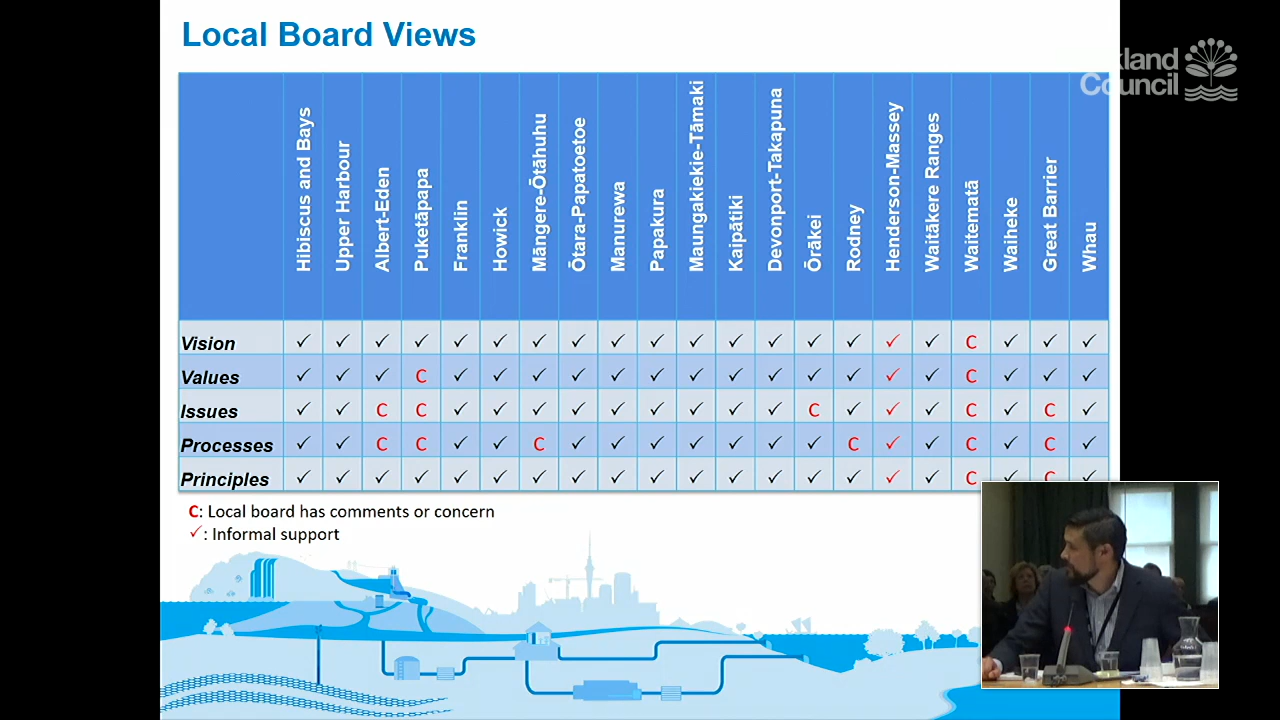 Local Board Views
kland
Council
Hibiscus and Bays
Upper Harbour
Albert-Eden
Puketāpapa
Franklin
Howick
Māngere-Ōtāhuhu
Ōtara-Papatoetoe
Manurewa
Papakura
Maungakiekie-Tāmaki
Kaipātiki
Devonport-Takapuna
Ōrākei
Rodney
Henderson-Massey
Waitākere Ranges
Waitematā
Waiheke
Great Barrier
Whau
Vision ✓ ✓ ✓ ✓ ✓ ✓ ✓ ✓ ✓ ✓ ✓ ✓ ✓ ✓ ✓ ✓ ✓ C ✓ ✓ ✓
Values ✓ ✓ ✓ C ✓ ✓ ✓ ✓ ✓ ✓ ✓ ✓ ✓ ✓ ✓ ✓ ✓ C ✓ ✓ ✓
Issues ✓ ✓ C C ✓ ✓ ✓ ✓ ✓ ✓ ✓ ✓ ✓ C ✓ ✓ ✓ C ✓ C ✓
Processes ✓ ✓ C C ✓ ✓ C ✓ ✓ ✓ ✓ ✓ ✓ ✓ C ✓ ✓ C ✓ C ✓
Principles ✓ ✓ ✓ ✓ ✓ ✓ ✓ ✓ ✓ ✓ ✓ ✓ ✓ ✓ ✓ ✓ ✓ C ✓ C ✓
C: Local board has comments or concern
✓: Informal support